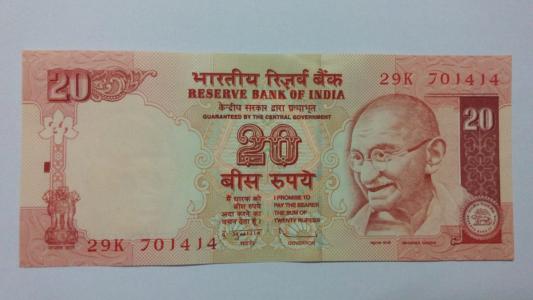 20
भारतीय रिज़र्व बैंक
29K 701414
RESERVE BANK OF INDIA
केन्द्रीय सरकार द्वारा प्रत्याभूत
GUARANTEED BY THE CENTRAL GOVERNMENT
20
20
बीस रुपये
मैं धारक को
बीस रुपये
अदा करने का
वचन देता हूँ।
I PROMISE TO
PAY THE BEARER
THE SUM OF
TWENTY RUPEES
29K 701414
GOVERNOR